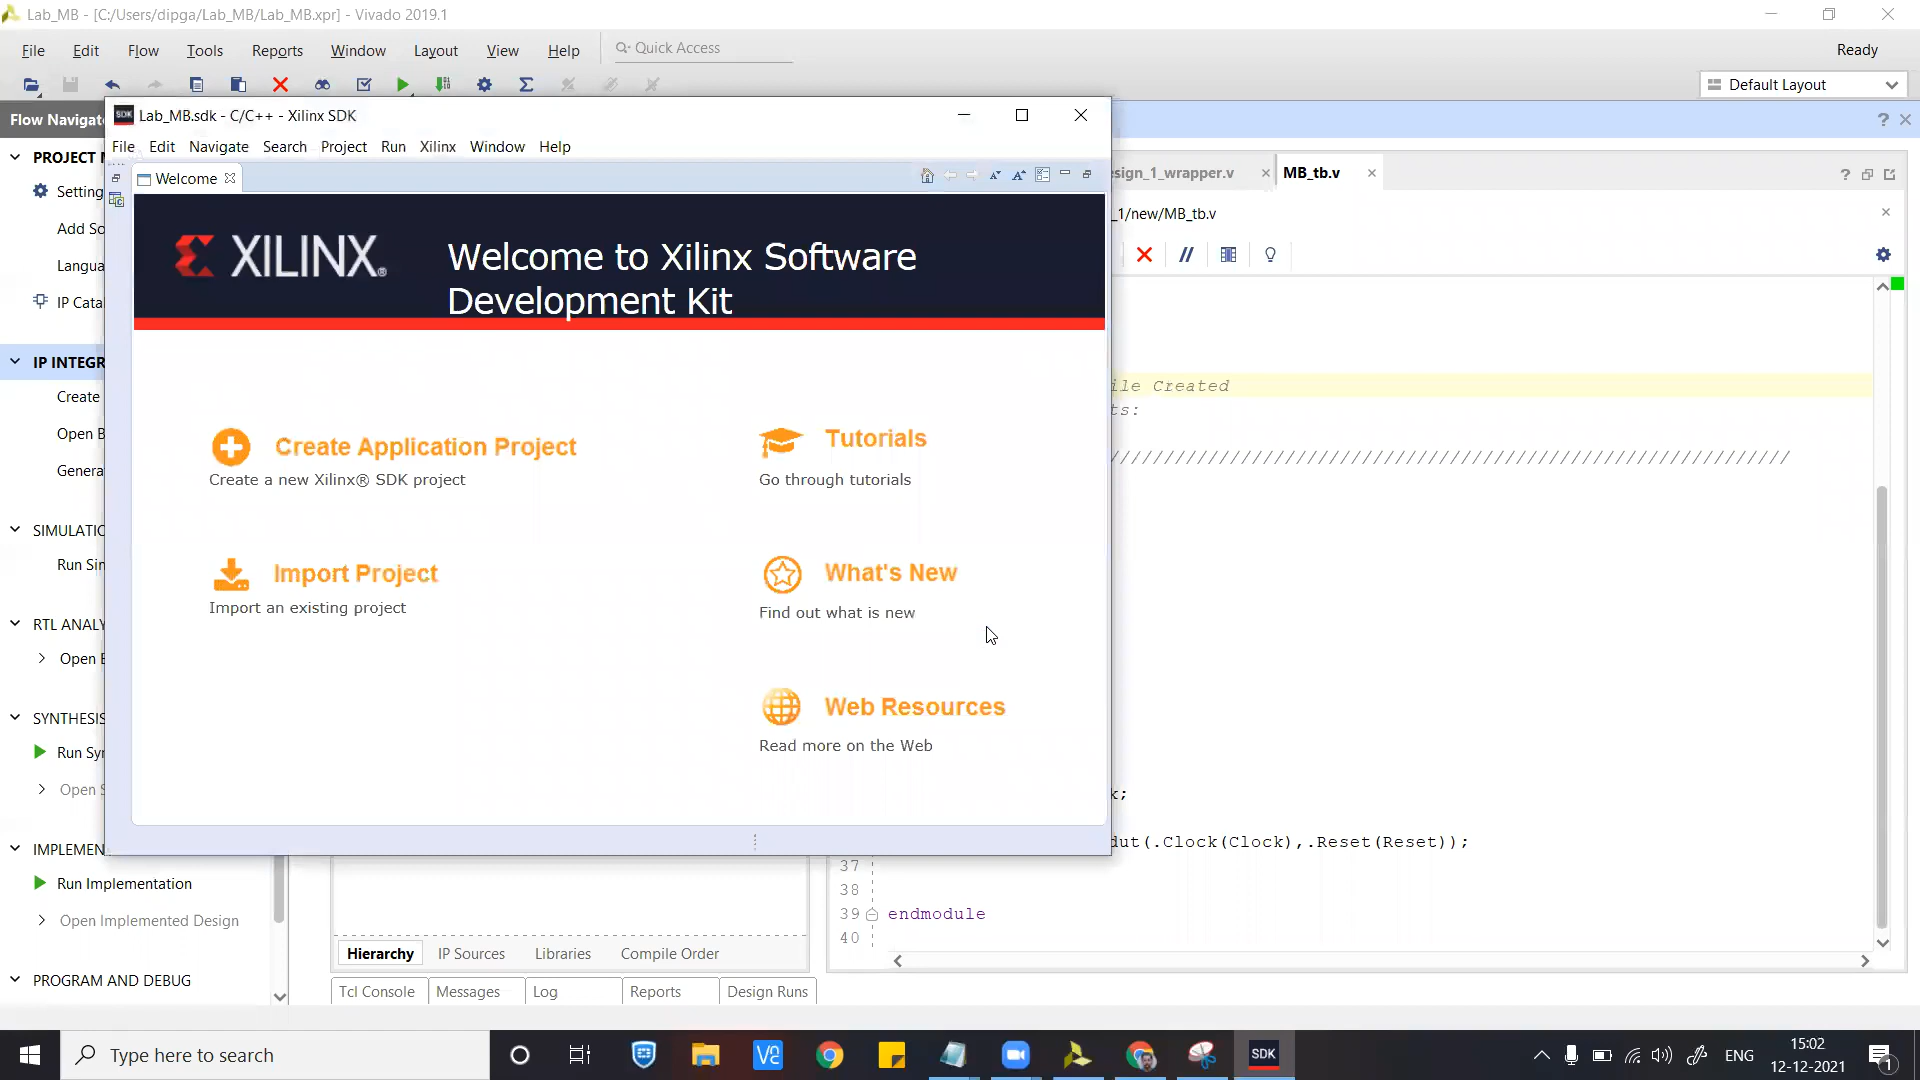 Lab_MB - [C:/Users/dipga/Lab_MB/Lab_MB.xpr] - Vivado 2019.1
File Edit Flow Tools Reports Window Layout View Help Quick Access Ready
Default Layout
Flow Navigat
PROJECT M
Setting
Add So
Langua
IP Cata
IP INTEGR
Create
Open B
Genera
SIMULATIO
Run Sin
RTL ANALY
Open E
SYNTHESIS
Run Syn
Open S
IMPLEMEN
Run Implementation
Open Implemented Design
PROGRAM AND DEBUG
SDK Lab_MB.sdk - C/C++ - Xilinx SDK
File Edit Navigate Search Project Run Xilinx Window Help
Welcome
XILINX® Welcome to Xilinx Software
Development Kit
Create Application Project
Create a new Xilinx® SDK project
Import Project
Import an existing project
Tutorials
Go through tutorials
What's New
Find out what is new
Web Resources
Read more on the Web
sign_1_wrapper.v MB_tb.v
_1/new/MB_tb.v
ile Created
ts:
/////////////////////////////////////////////////////////////
k;
dut(.Clock(Clock),.Reset(Reset));
37
38
39 endmodule
40
Hierarchy IP Sources Libraries Compile Order
Tcl Console Messages Log Reports Design Runs
Type here to search
SDK
ENG
15:02
12-12-2021
1